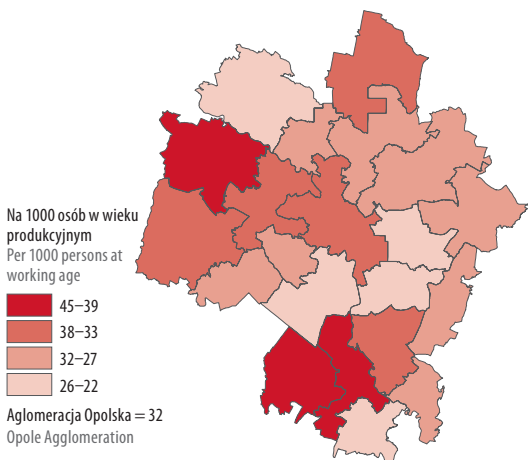 Na 1000 osób w wieku
produkcyjnym
Per 1000 persons at
working age
45–39
38–33
32–27
26–22
Aglomeracja Opolska = 32
Opole Agglomeration